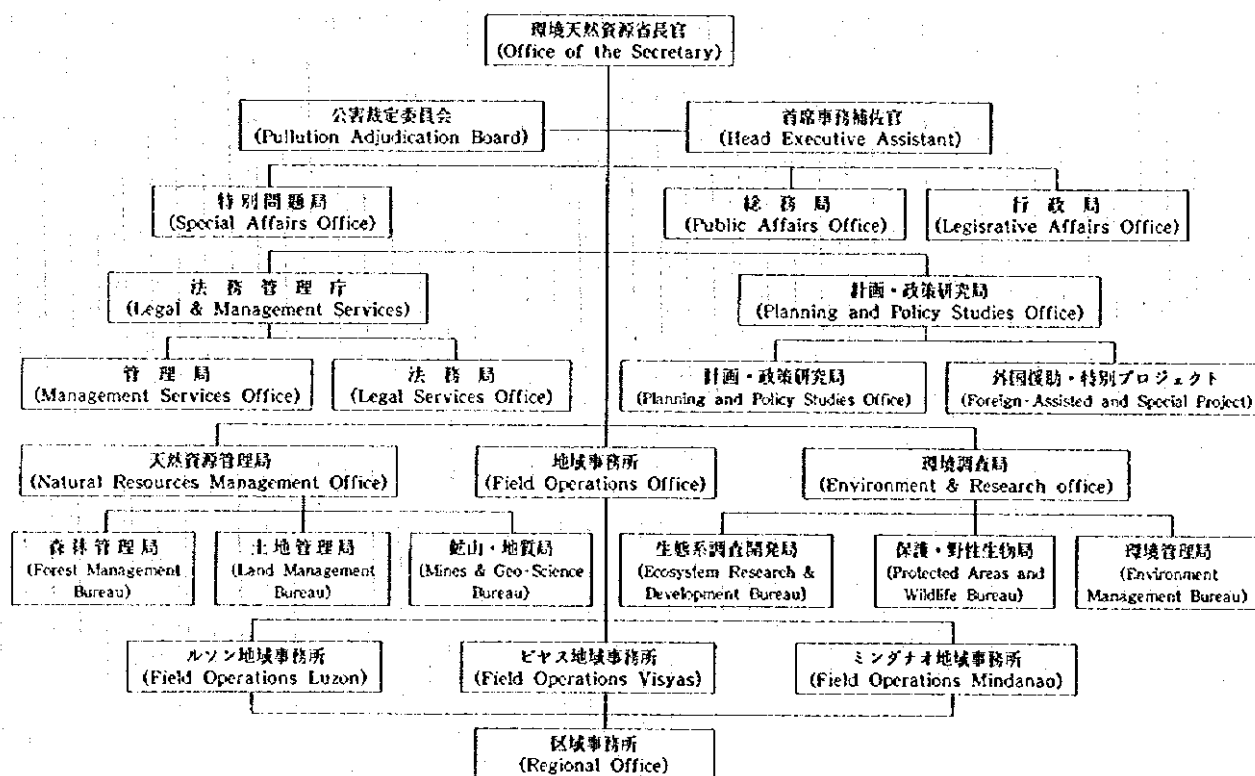 環境天然資源省長官
(Office of the Secretary)
公害裁定委員会
(Pollution Adjudication Board)
首席事務補佐官
(Head Executive Assistant)
特別問題局
(Special Affairs Office)
総務局
(Public Affairs Office)
行政局
(Legisrative Affairs Office)
法務管理庁
(Legal & Management Services)
計画・政策研究局
(Planning and Policy Studies Office)
管理局
(Management Services Office)
法務局
(Legal Services Office)
計画・政策研究局
(Planning and Policy Studies Office)
外国援助・特別プロジェクト
(Foreign-Assisted and Special Project)
天然資源管理局
(Natural Resources Management Office)
地域事務所
(Field Operations Office)
環境調査局
(Environment & Research office)
森林管理局
(Forest Management
Bureau)
土地管理局
(Land Management
Bureau)
鉱山・地質局
(Mines & Geo-Science
Bureau)
生態系調査開発局
(Ecosystem Research &
Development Bureau)
保護・野性生物局
(Protected Areas and
Wildlife Bureau)
環境管理局
(Environment
Management Bureau)
ルソン地域事務所
(Field Operations Luzon)
ビヤス地域事務所
(Field Operations Visyas)
ミンダナオ地域事務所
(Field Operations Mindanao)
区域事務所
(Regional Office)